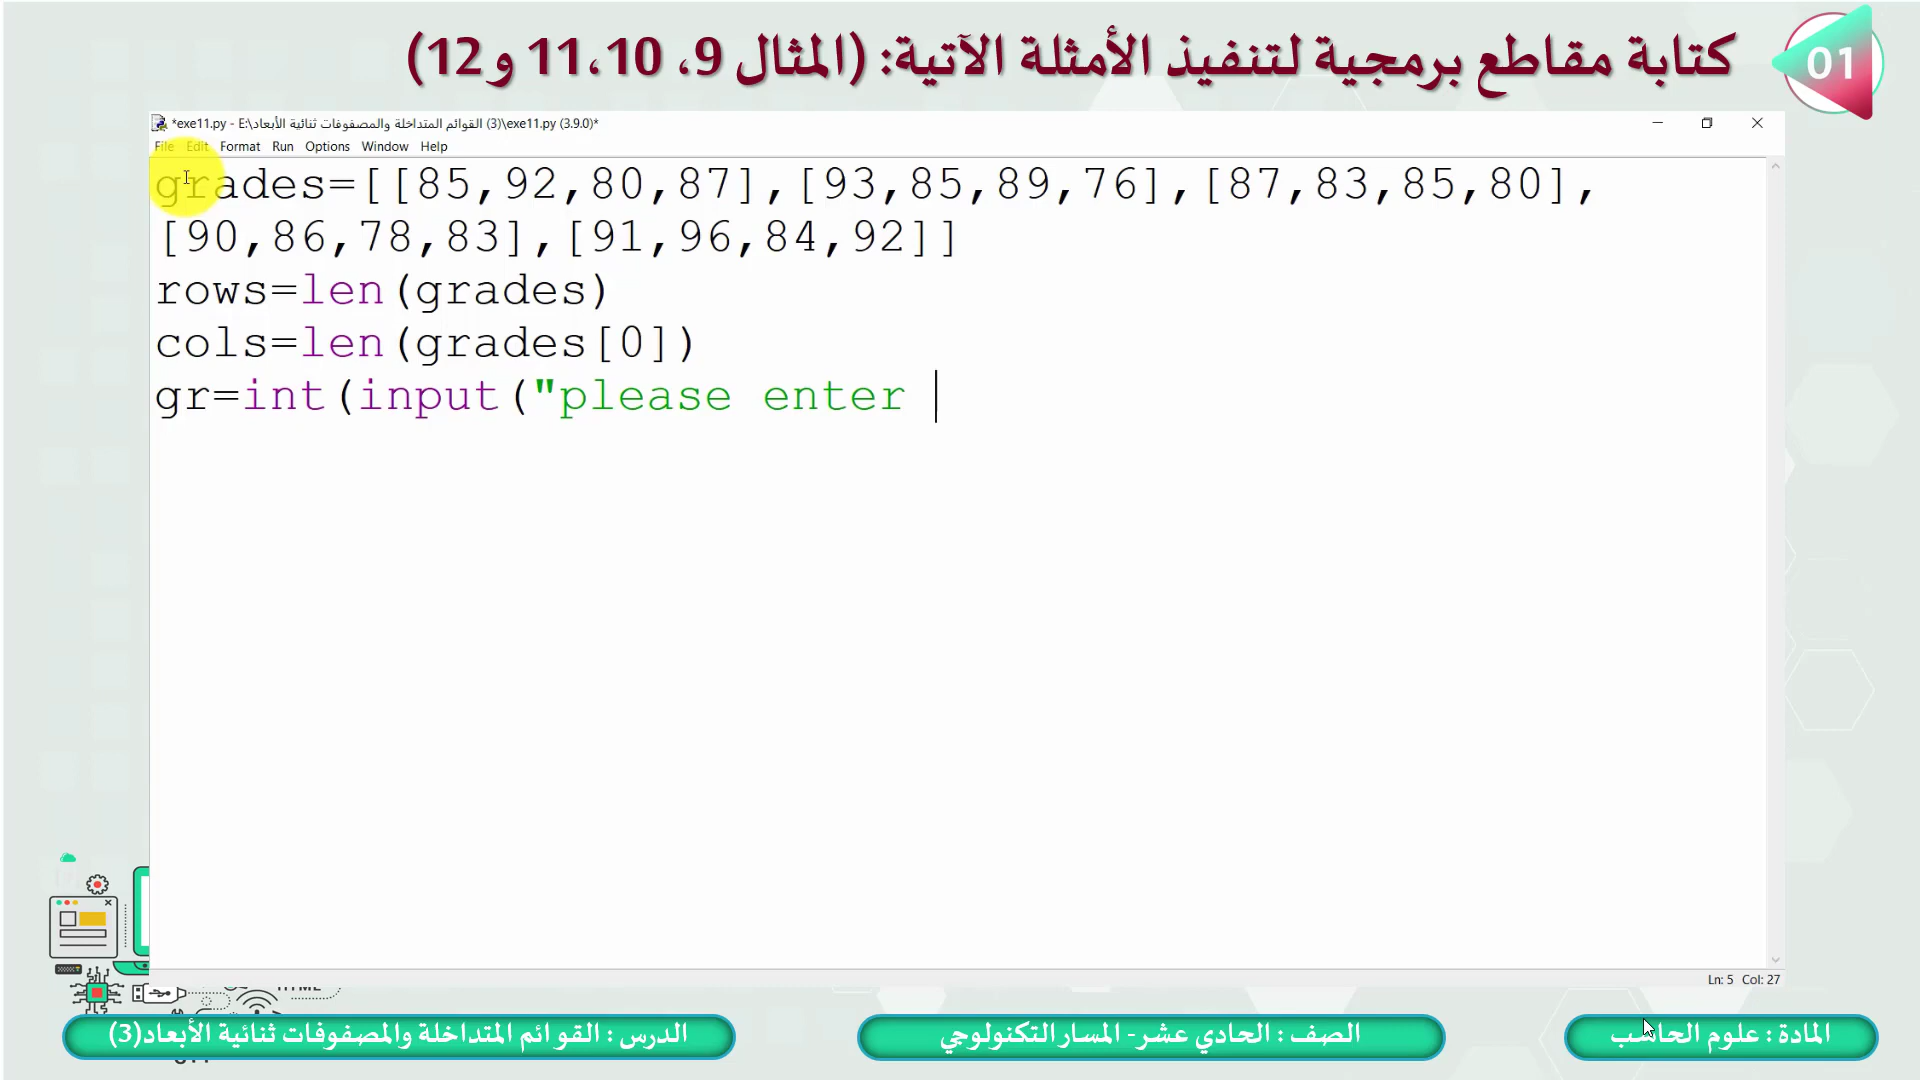 كتابة مقاطع برمجية لتنفيذ الأمثلة الآتية: (المثال 9، 10،11 و12)
01
*exe11.py - E:\القوائم المتداخلة والمصفوفات ثنائية الأبعاد (3)\exe11.py (3.9.0)*
File Edit Format Run Options Window Help
grades=[[85,92,80,87],[93,85,89,76],[87,83,85,80],
[90,86,78,83],[91,96,84,92]]
rows=len(grades)
cols=len(grades[0])
gr=int(input("please enter
Ln: 5 Col: 27
المادة : علوم الحاسب
الصف : الحادي عشر- المسار التكنولوجي
الدرس : القوائم المتداخلة والمصفوفات ثنائية الأبعاد(3)